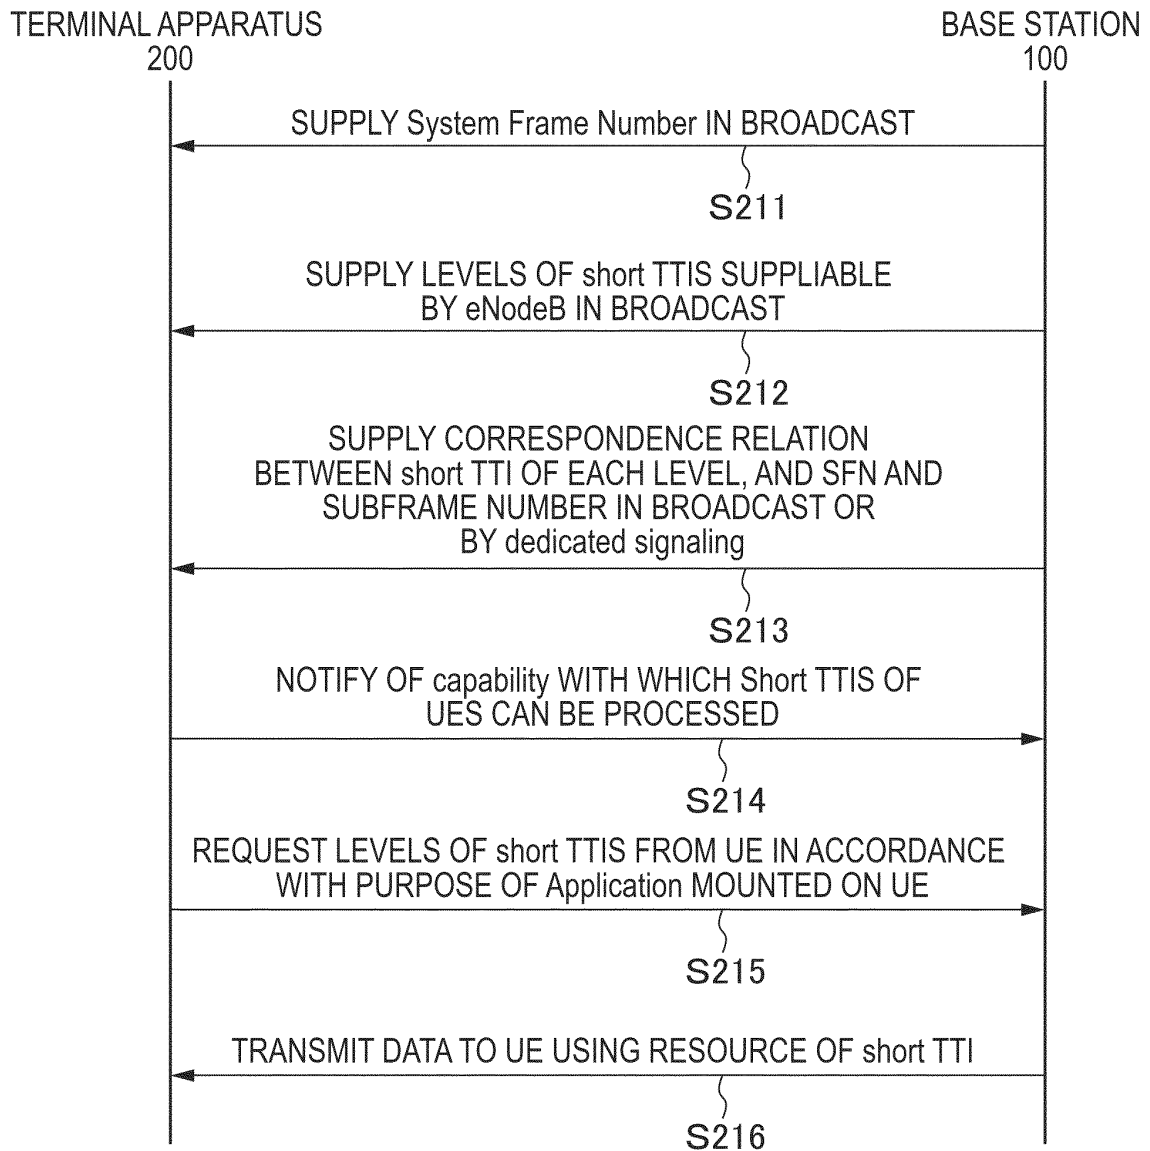 TERMINAL APPARATUS
200
BASE STATION
100
SUPPLY System Frame Number IN BROADCAST
S211
SUPPLY LEVELS OF short TTIS SUPPLIABLE
BY eNodeB IN BROADCAST
S212
SUPPLY CORRESPONDENCE RELATION
BETWEEN short TTI OF EACH LEVEL, AND SFN AND
SUBFRAME NUMBER IN BROADCAST OR
BY dedicated signaling
S213
NOTIFY OF capability WITH WHICH Short TTIS OF
UES CAN BE PROCESSED
S214
REQUEST LEVELS OF short TTIS FROM UE IN ACCORDANCE
WITH PURPOSE OF Application MOUNTED ON UE
S215
TRANSMIT DATA TO UE USING RESOURCE OF short TTI
S216